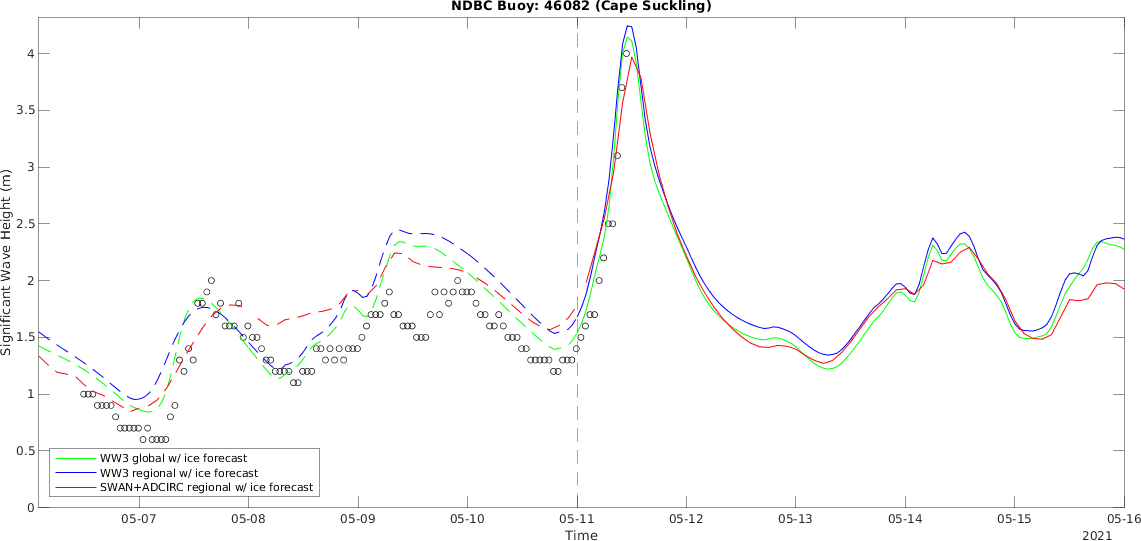 NDBC Buoy: 46082 (Cape Suckling)
Significant Wave Height (m)
4
3.5
3
2.5
2
1.5
1
0.5
0
WW3 global w/ ice forecast
WW3 regional w/ ice forecast
SWAN+ADCIRC regional w/ ice forecast
05-07 05-08 05-09 05-10 05-11 05-12 05-13 05-14 05-15 05-16
Time
2021